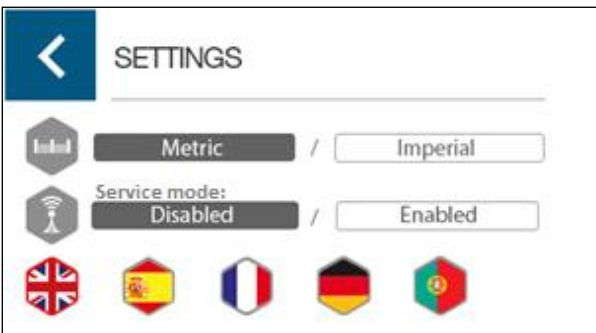 SETTINGS
Metric / Imperial
Service mode:
Disabled / Enabled